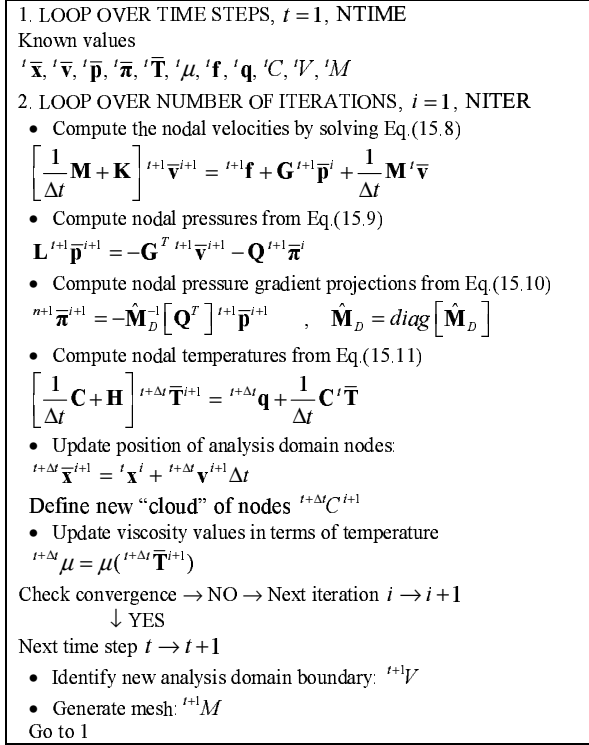 1. LOOP OVER TIME STEPS, t = 1, NTIME
Known values
ᵗx̄, ᵗv̄, ᵗp̄, ᵗπ̄, ᵗT̄, ᵗμ, ᵗf, ᵗq, ᵗC, ᵗV, ᵗM
2. LOOP OVER NUMBER OF ITERATIONS, i = 1, NITER
• Compute the nodal velocities by solving Eq.(15.8)
[1/Δt M + K] ᵗ⁺¹v̄ⁱ⁺¹ = ᵗ⁺¹f + G ᵗ⁺¹p̄ⁱ + 1/Δt M ᵗv̄
• Compute nodal pressures from Eq.(15.9)
L ᵗ⁺¹p̄ⁱ⁺¹ = −Gᵀ ᵗ⁺¹v̄ⁱ⁺¹ − Q ᵗ⁺¹π̄ⁱ
• Compute nodal pressure gradient projections from Eq.(15.10)
ⁿ⁺¹π̄ⁱ⁺¹ = −M̂_D⁻¹[Qᵀ] ᵗ⁺¹p̄ⁱ⁺¹ , M̂_D = diag[M̂_D]
• Compute nodal temperatures from Eq.(15.11)
[1/Δt C + H] ᵗ⁺ᐩᵗT̄ⁱ⁺¹ = ᵗ⁺Δᵗq + 1/Δt C ᵗT̄
• Update position of analysis domain nodes:
ᵗ⁺Δᵗx̄ⁱ⁺¹ = ᵗxⁱ + ᵗ⁺Δᵗvⁱ⁺¹Δt
Define new “cloud” of nodes ᵗ⁺ΔᵗCⁱ⁺¹
• Update viscosity values in terms of temperature
ᵗ⁺Δᵗμ = μ(ᵗ⁺ΔᵗT̄ⁱ⁺¹)
Check convergence → NO → Next iteration i → i + 1
↓ YES
Next time step t → t + 1
• Identify new analysis domain boundary: ᵗ⁺¹V
• Generate mesh: ᵗ⁺¹M
Go to 1